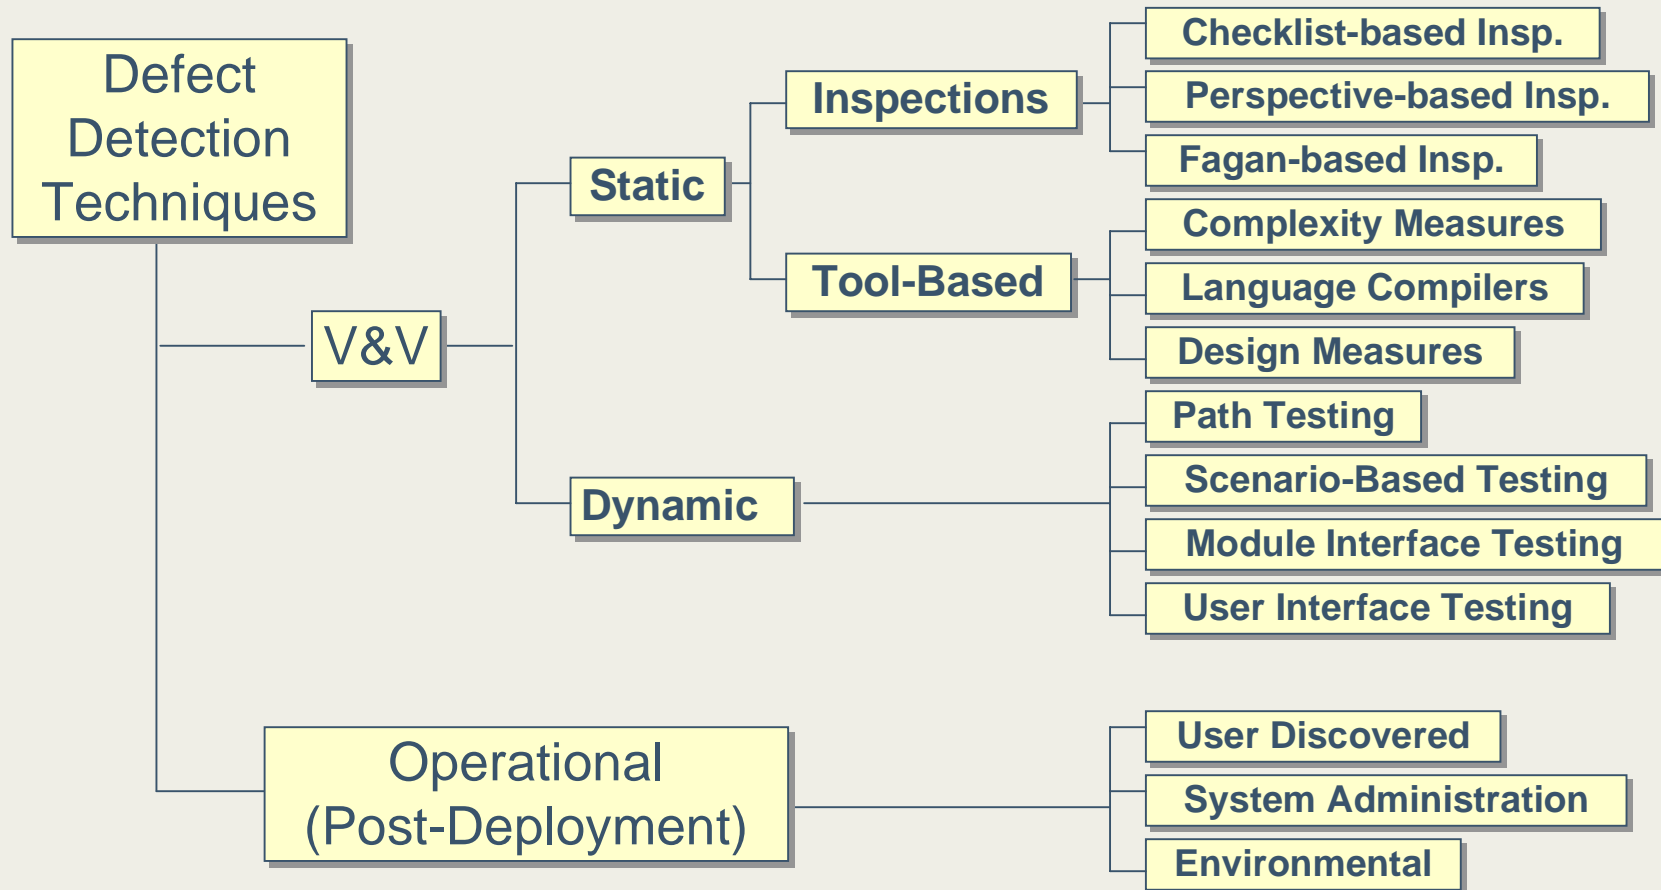 Defect
Detection
Techniques
V&V
Static
Inspections
Checklist-based Insp.
Perspective-based Insp.
Fagan-based Insp.
Tool-Based
Complexity Measures
Language Compilers
Design Measures
Dynamic
Path Testing
Scenario-Based Testing
Module Interface Testing
User Interface Testing
Operational
(Post-Deployment)
User Discovered
System Administration
Environmental